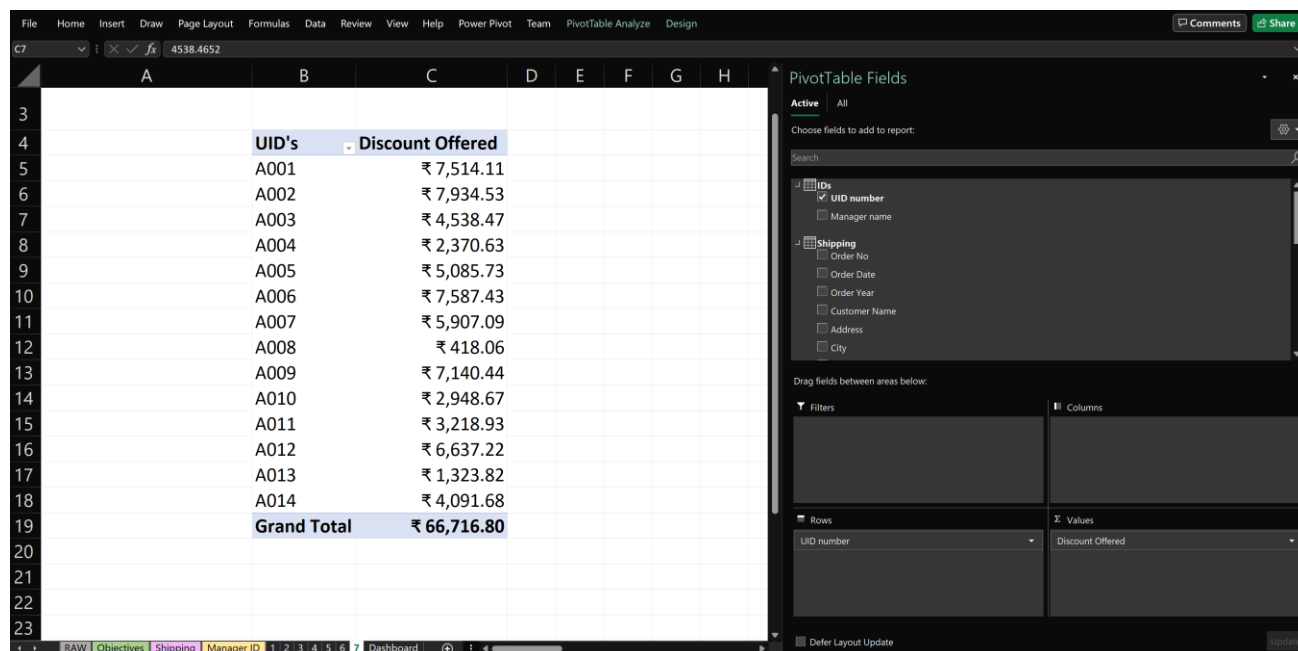 File Home Insert Draw Page Layout Formulas Data Review View Help Power Pivot Team PivotTable Analyze Design Comments Share
C7 fx 4538.4652
A B C D E F G H
PivotTable Fields
Active All
Choose fields to add to report:
Search
3
4 UID's Discount Offered
5 A001 ₹ 7,514.11
6 A002 ₹ 7,934.53
7 A003 ₹ 4,538.47
8 A004 ₹ 2,370.63
9 A005 ₹ 5,085.73
10 A006 ₹ 7,587.43
11 A007 ₹ 5,907.09
12 A008 ₹ 418.06
13 A009 ₹ 7,140.44
14 A010 ₹ 2,948.67
15 A011 ₹ 3,218.93
16 A012 ₹ 6,637.22
17 A013 ₹ 1,323.82
18 A014 ₹ 4,091.68
19 Grand Total ₹ 66,716.80
20
21
22
23
IDs
UID number
Manager name
Shipping
Order No
Order Date
Order Year
Customer Name
Address
City
Drag fields between areas below:
Filters Columns
Rows Σ Values
UID number Discount Offered
Defer Layout Update Update
RAW Objectives Shipping Manager ID 1 2 3 4 5 6 7 Dashboard